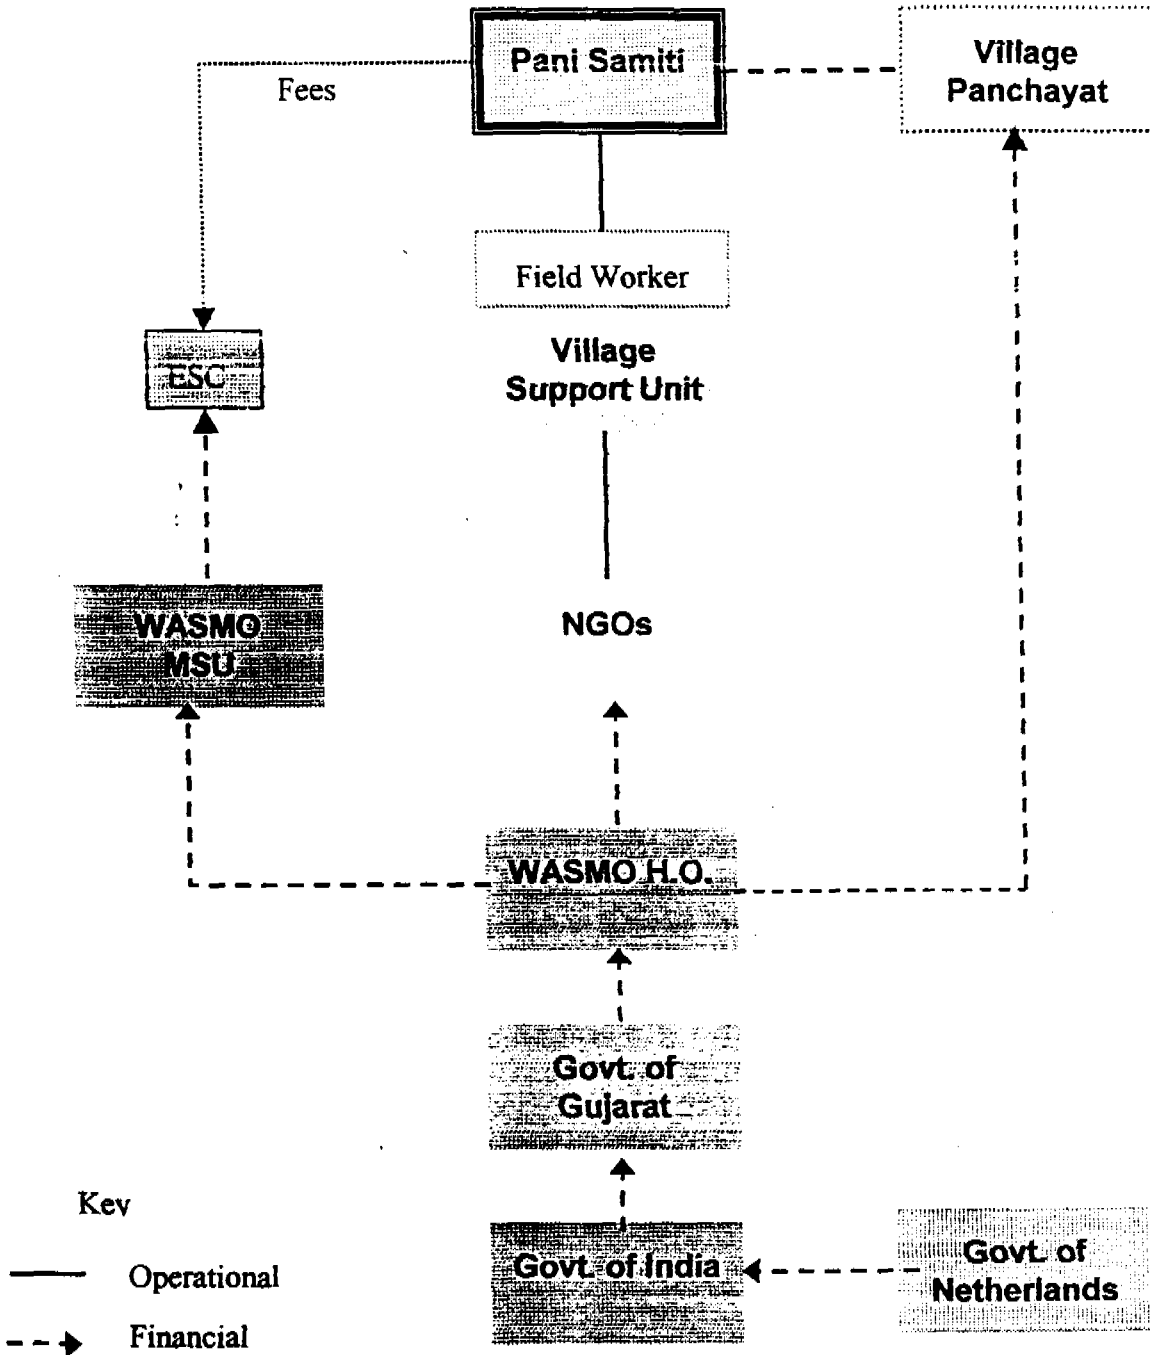 Pani Samiti
Village
Panchayat
Fees
Field Worker
Village
Support Unit
ESC
WASMO
MSU
NGOs
WASMO H.O.
Govt. of
Gujarat
Govt. of India
Govt. of
Netherlands
Key
Operational
Financial